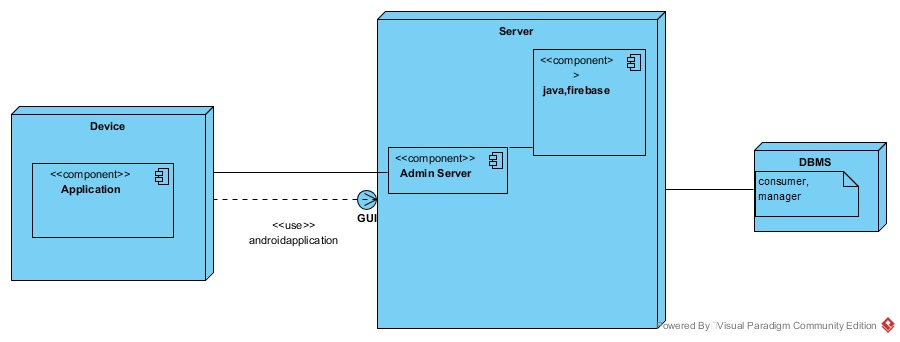 Server
<<component>
>
java,firebase
Device
<<component>>
Application
<<component>>
Admin Server
GUI
<<use>>
androidapplication
DBMS
consumer,
manager
Powered By Visual Paradigm Community Edition